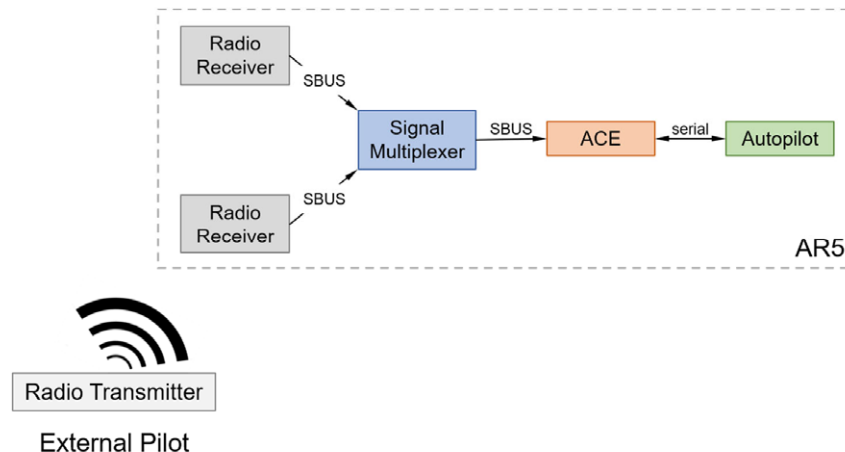 Radio
Receiver
SBUS
Signal
Multiplexer
SBUS
ACE
serial
Autopilot
SBUS
Radio
Receiver
AR5
Radio Transmitter
External Pilot